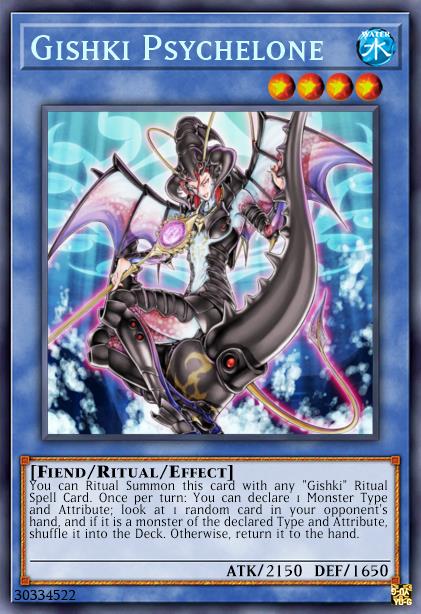 GISHKI PSYCHELONE
WATER
水
[FIEND/RITUAL/EFFECT]
You can Ritual Summon this card with any "Gishki" Ritual
Spell Card. Once per turn: You can declare 1 Monster Type
and Attribute; look at 1 random card in your opponent's
hand, and if it is a monster of the declared Type and Attribute,
shuffle it into the Deck. Otherwise, return it to the hand.
ATK/2150 DEF/1650
30334522